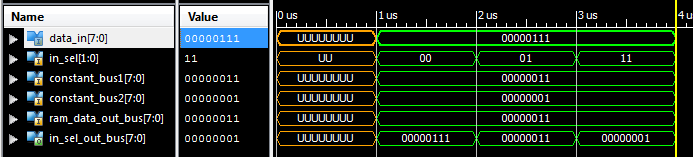 Name Value 0 us 1 us 2 us 3 us 4 u
data_in[7:0] 00000111 UUUUUUUU 00000111
in_sel[1:0] 11 UU 00 01 11
constant_bus1[7:0] 00000011 UUUUUUUU 00000011
constant_bus2[7:0] 00000001 UUUUUUUU 00000001
ram_data_out_bus[7:0] 00000011 UUUUUUUU 00000011
in_sel_out_bus[7:0] 00000001 UUUUUUUU 00000111 00000011 00000001